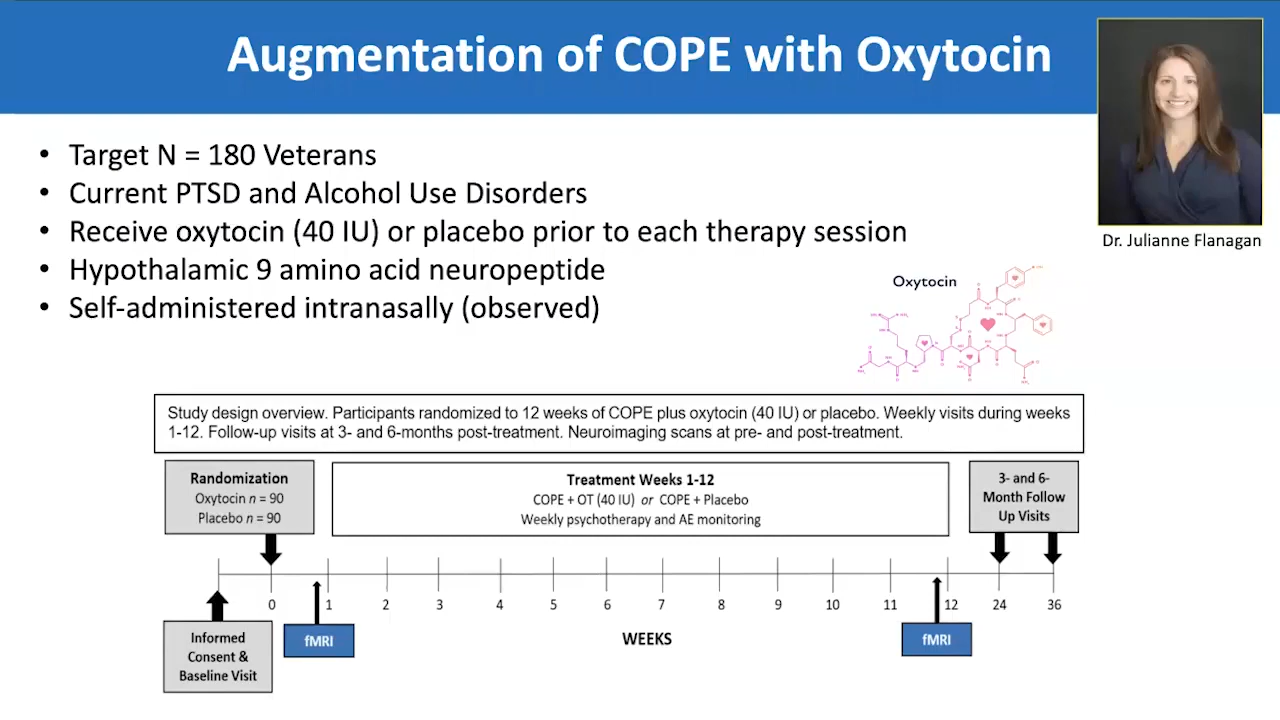 Augmentation of COPE with Oxytocin
• Target N = 180 Veterans
• Current PTSD and Alcohol Use Disorders
• Receive oxytocin (40 IU) or placebo prior to each therapy session
• Hypothalamic 9 amino acid neuropeptide
• Self-administered intranasally (observed)
Dr. Julianne Flanagan
Oxytocin
Study design overview. Participants randomized to 12 weeks of COPE plus oxytocin (40 IU) or placebo. Weekly visits during weeks
1-12. Follow-up visits at 3- and 6-months post-treatment. Neuroimaging scans at pre- and post-treatment.
Randomization
Oxytocin n = 90
Placebo n = 90
Treatment Weeks 1-12
COPE + OT (40 IU) or COPE + Placebo
Weekly psychotherapy and AE monitoring
3- and 6-
Month Follow
Up Visits
0 1 2 3 4 5 6 7 8 9 10 11 12 24 36
WEEKS
Informed
Consent &
Baseline Visit
fMRI
fMRI